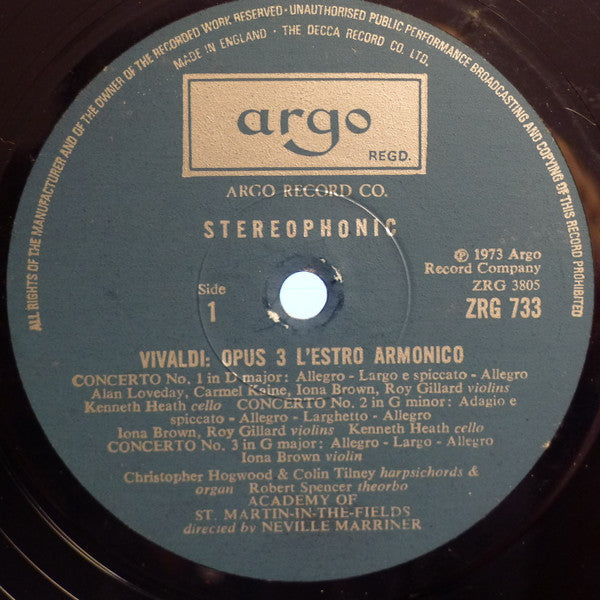 ALL RIGHTS OF THE MANUFACTURER AND OF THE OWNER OF THE RECORDED WORK RESERVED · UNAUTHORISED PUBLIC PERFORMANCE BROADCASTING AND COPYING OF THIS RECORD PROHIBITED
MADE IN ENGLAND · THE DECCA RECORD CO. LTD.
argo
REGD.
ARGO RECORD CO.
STEREOPHONIC
Side
1
℗ 1973 Argo
Record Company
ZRG 3805
ZRG 733
VIVALDI: OPUS 3 L'ESTRO ARMONICO
CONCERTO No. 1 in D major: Allegro - Largo e spiccato - Allegro
Alan Loveday, Carmel Kaine, Iona Brown, Roy Gillard violins
Kenneth Heath cello CONCERTO No. 2 in G minor: Adagio e
spiccato - Allegro - Larghetto - Allegro
Iona Brown, Roy Gillard violins Kenneth Heath cello
CONCERTO No. 3 in G major: Allegro - Largo - Allegro
Iona Brown violin
Christopher Hogwood & Colin Tilney harpsichords &
organ Robert Spencer theorbo
ACADEMY OF
ST. MARTIN-IN-THE-FIELDS
directed by NEVILLE MARRINER